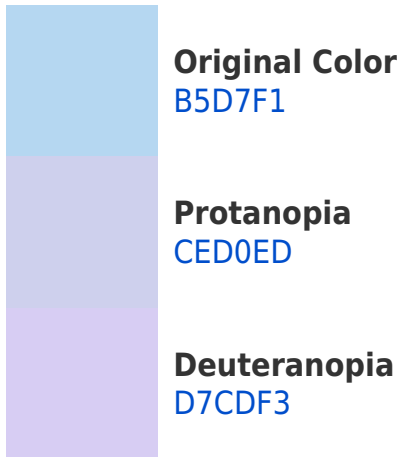 Original Color
B5D7F1
Protanopia
CED0ED
Deuteranopia
D7CDF3